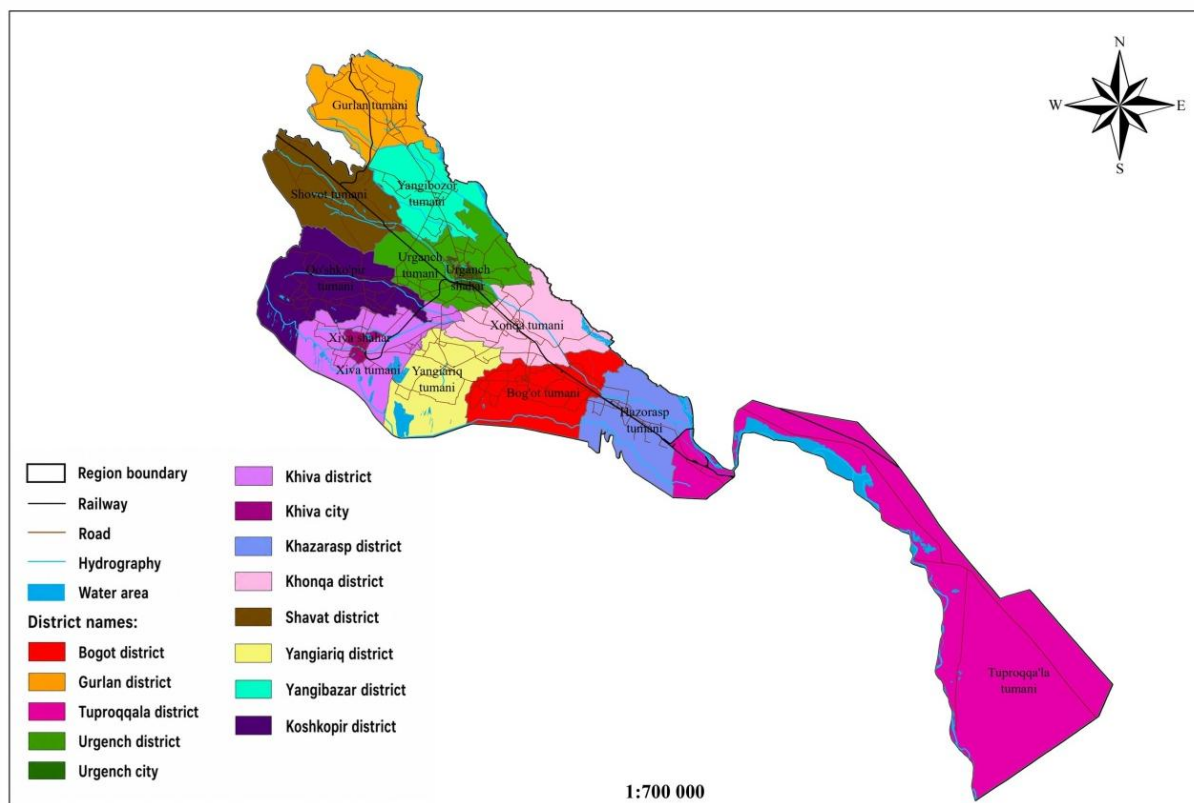 N
W
E
S
Gurlan tumani
Shovot tumani
Yangibozor
tumani
Urganch
tumani
Urganch
shahar
Qo'shko'pir
tumani
Xonqa tumani
Xiva shahar
Xiva tumani
Yangiariq
tumani
Bog'ot tumani
Hazorasp
tumani
Tuproqqa'la
tumani
Region boundary
Railway
Road
Hydrography
Water area
District names:
Bogot district
Gurlan district
Tuproqqala district
Urgench district
Urgench city
Khiva district
Khiva city
Khazarasp district
Khonqa district
Shavat district
Yangiariq district
Yangibazar district
Koshkopir district
1:700 000